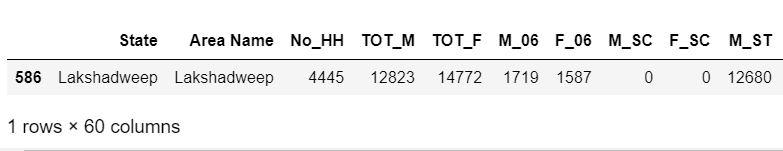 State Area Name No_HH TOT_M TOT_F M_06 F_06 M_SC F_SC M_ST
586 Lakshadweep Lakshadweep 4445 12823 14772 1719 1587 0 0 12680
1 rows × 60 columns